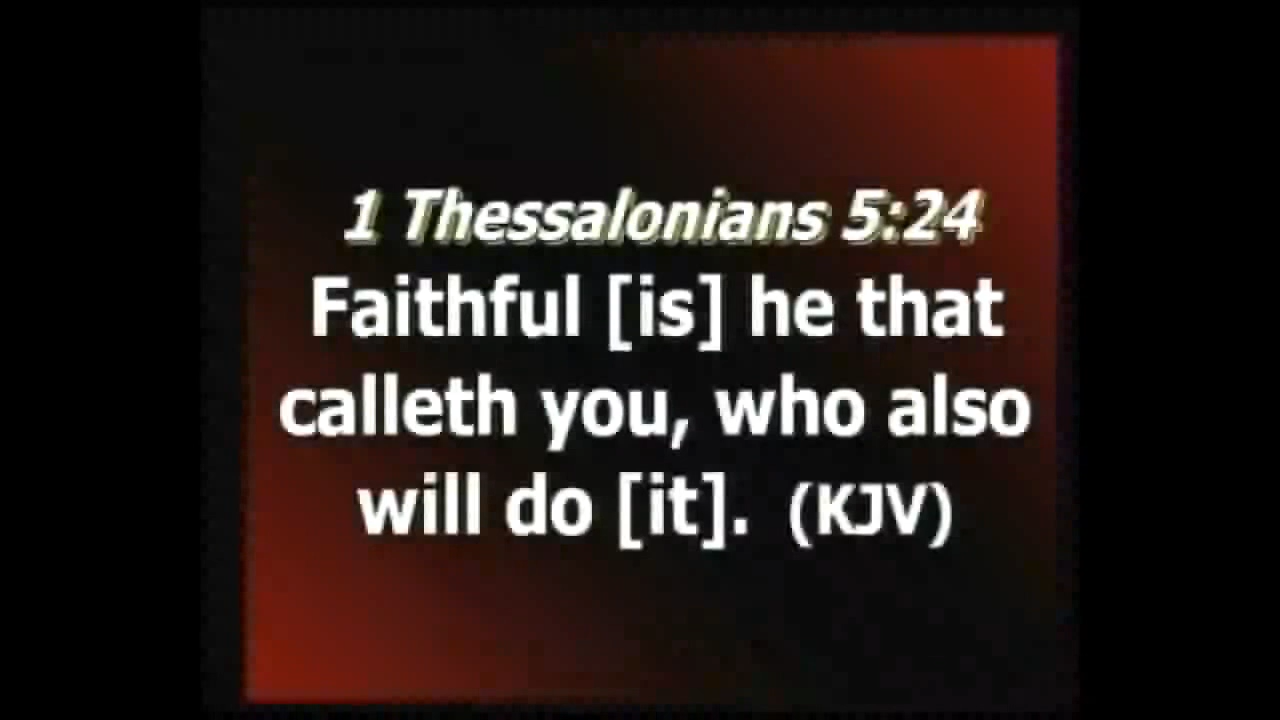 1 Thessalonians 5:24
Faithful [is] he that
calleth you, who also
will do [it]. (KJV)